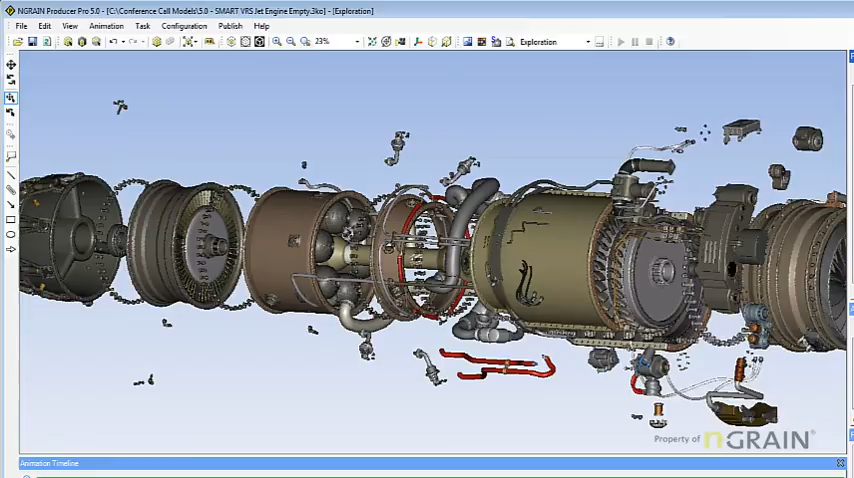 NGRAIN Producer Pro 5.0 - [C:\Conference Call Models\5.0 - SMART VRS Jet Engine Empty.3ko] - [Exploration]
File Edit View Animation Task Configuration Publish Help
23% Exploration
Property of nGRAIN®
Animation Timeline